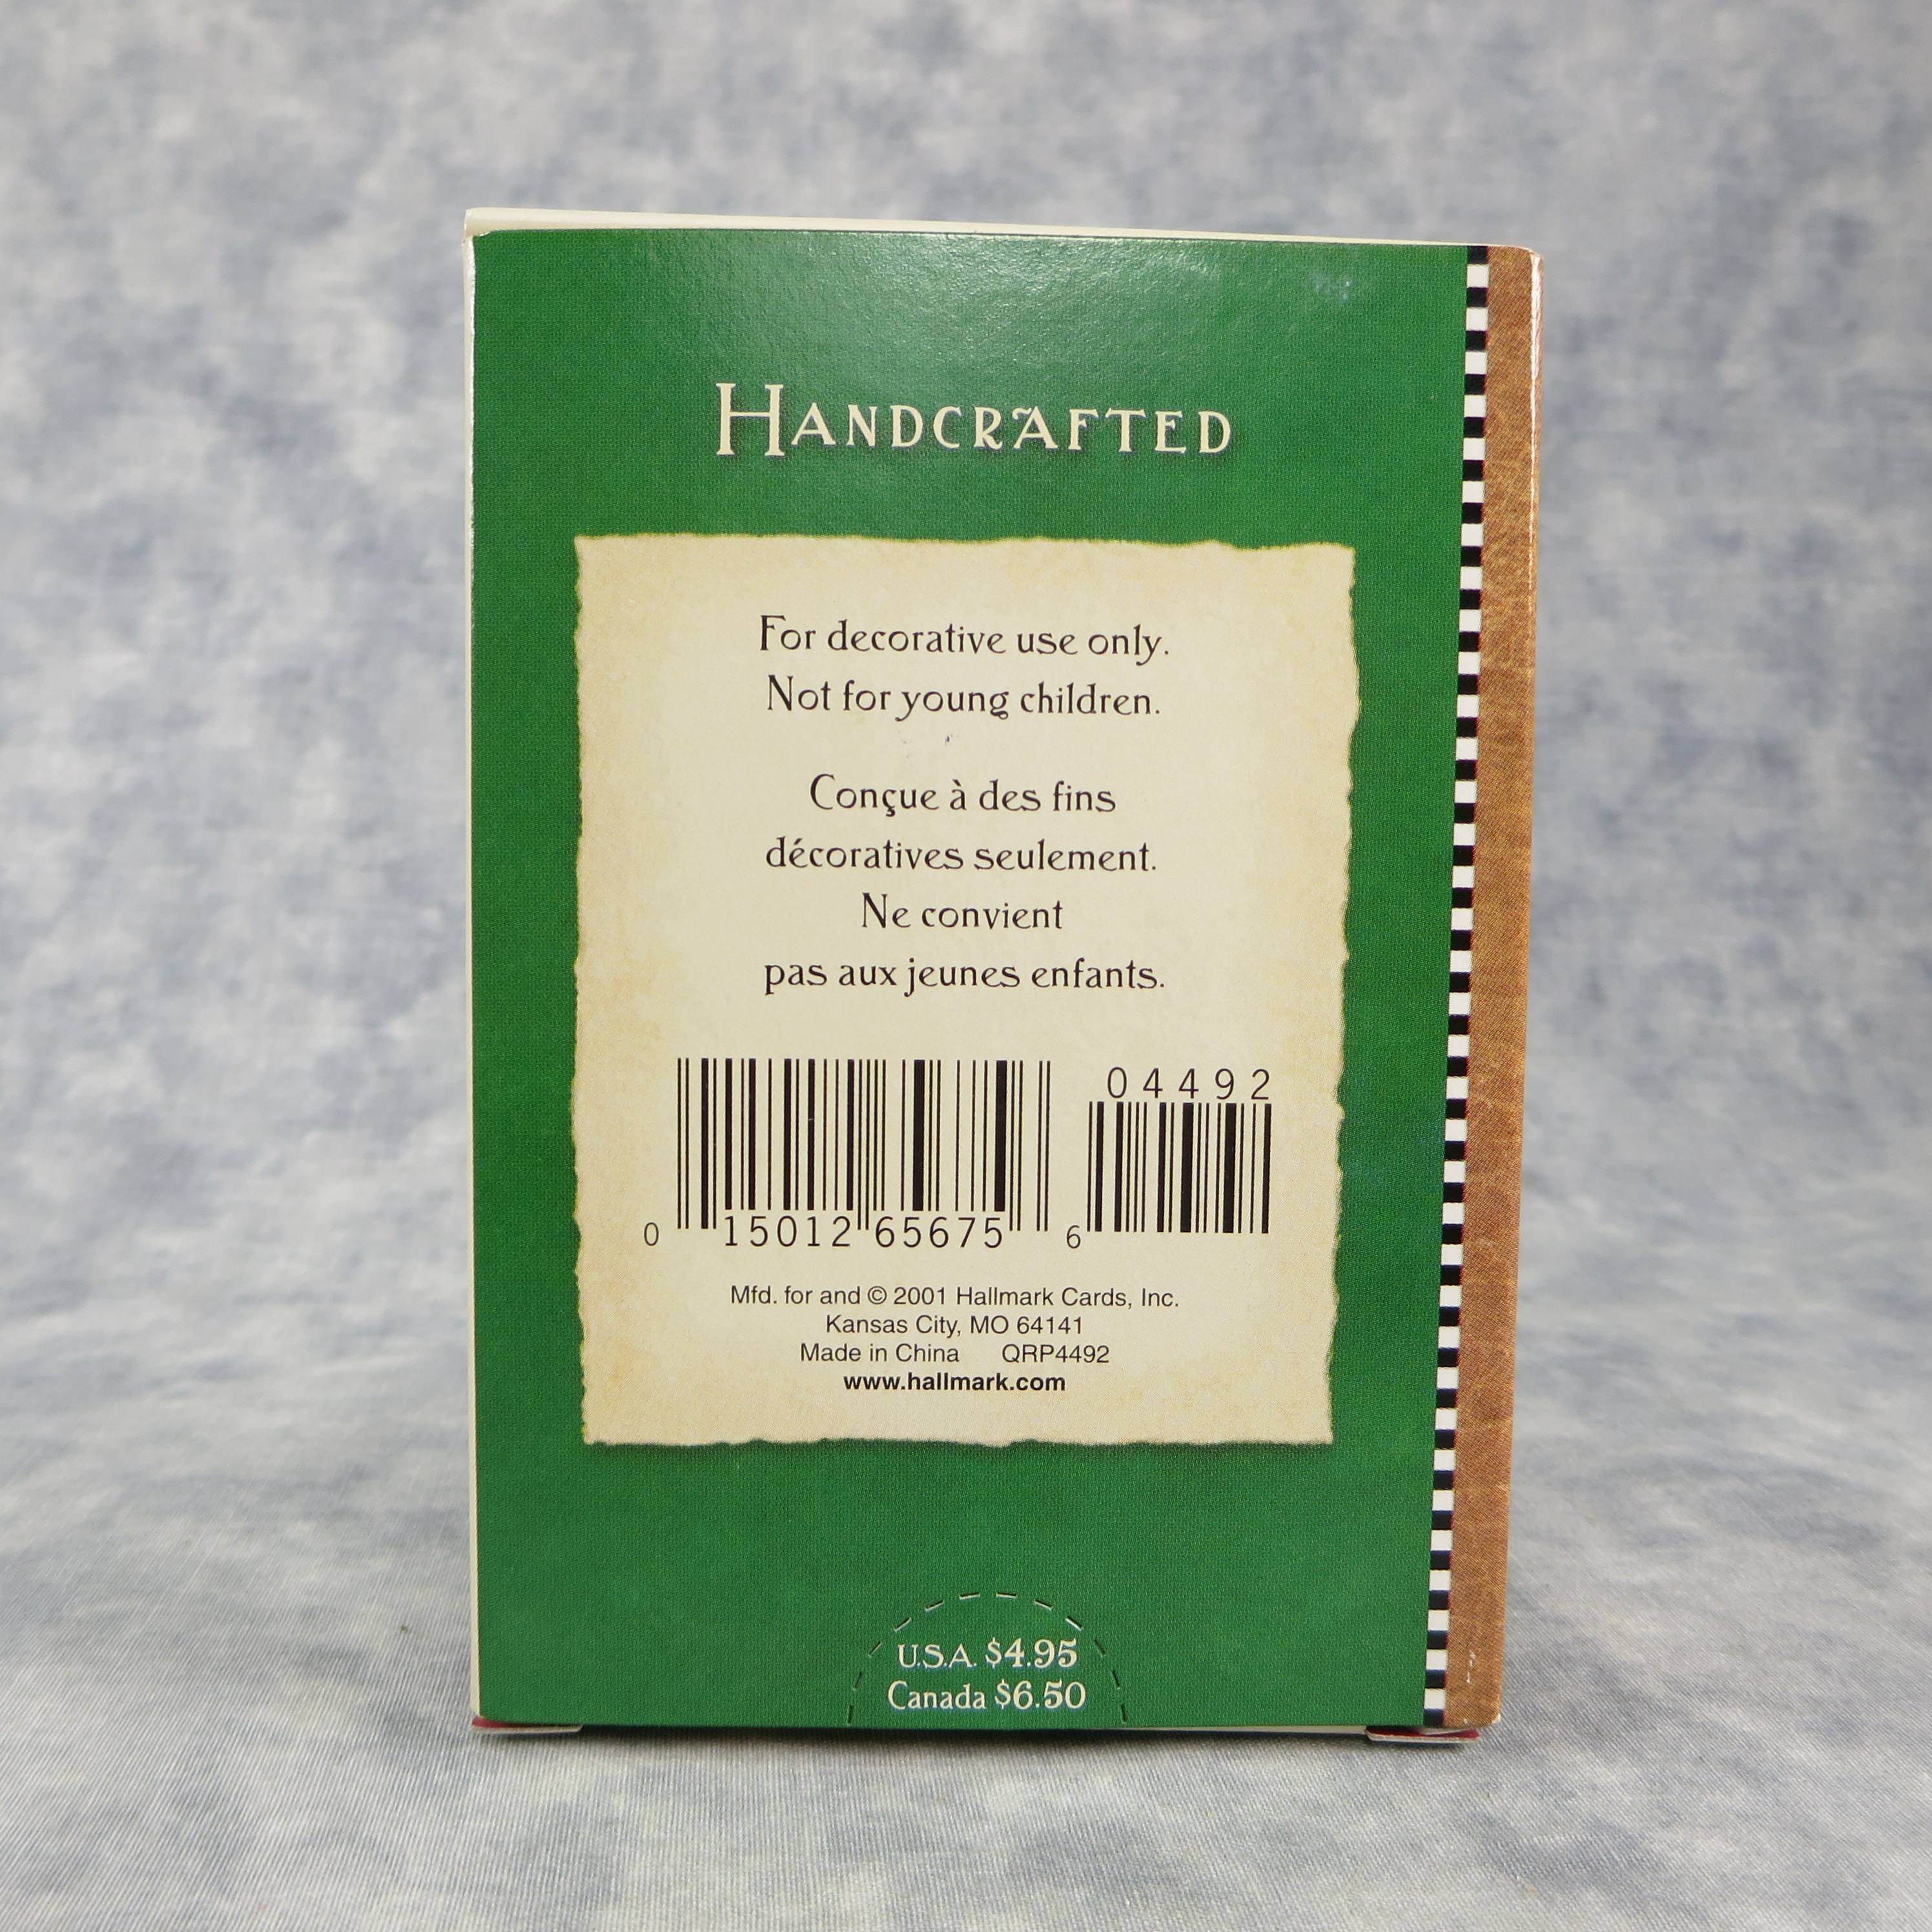 HANDCRAFTED
For decorative use only.
Not for young children.
Conçue à des fins
décoratives seulement.
Ne convient
pas aux jeunes enfants.
04492
0 15012 65675 6
Mfd. for and © 2001 Hallmark Cards, Inc.
Kansas City, MO 64141
Made in China QRP4492
www.hallmark.com
U.S.A. $4.95
Canada $6.50